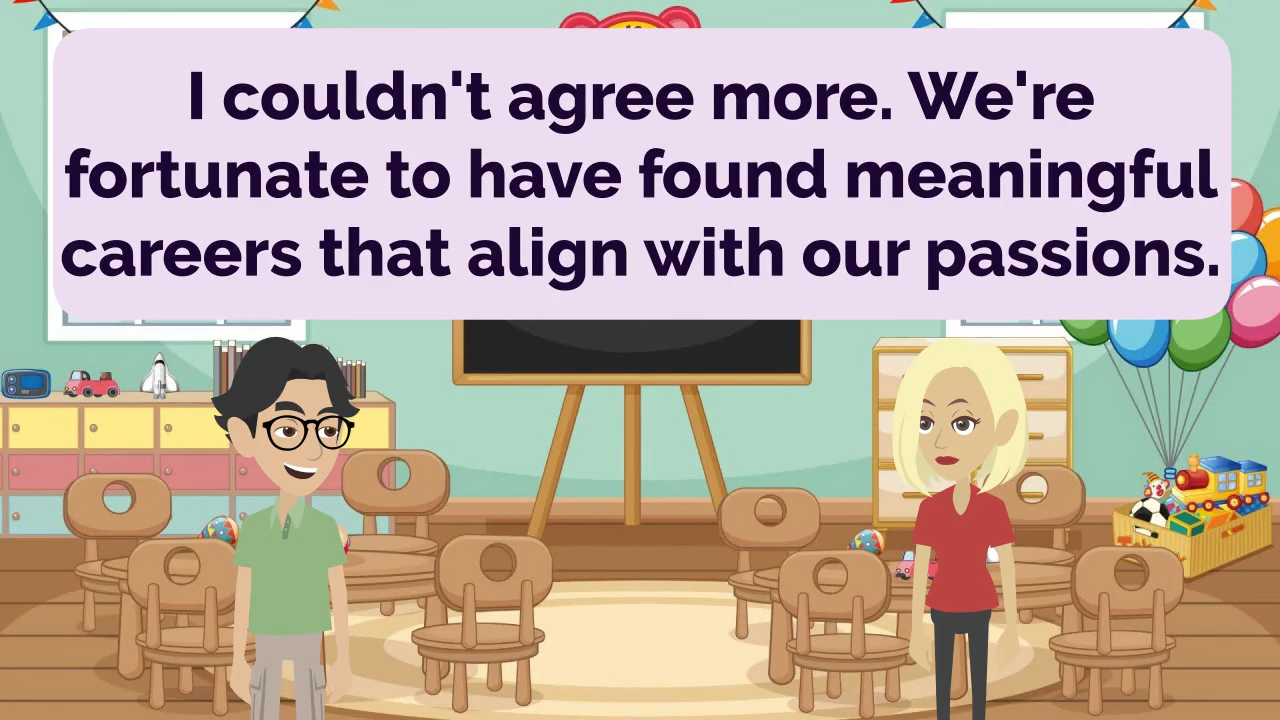 I couldn't agree more. We're
fortunate to have found meaningful
careers that align with our passions.